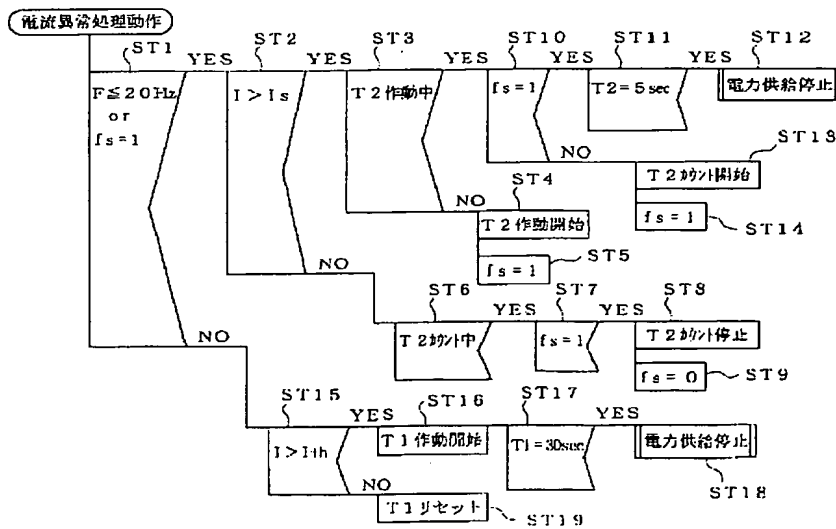 電流異常処理動作
ST1
ST2
ST3
ST10
ST11
ST12
YES
YES
YES
YES
YES
F≦20Hz
or
fs=1
I>Is
T2作動中
fs=1
T2=5sec
電力供給停止
NO
ST13
T2カウント開始
NO
ST4
T2作動開始
fs=1
ST14
fs=1
ST5
NO
ST6
YES
ST7
YES
ST8
T2カウント中
fs=1
T2カウント停止
NO
fs=0
ST9
ST15
YES
ST16
ST17
YES
I>Ith
T1作動開始
T1=30sec
電力供給停止
NO
ST18
T1リセット
ST19